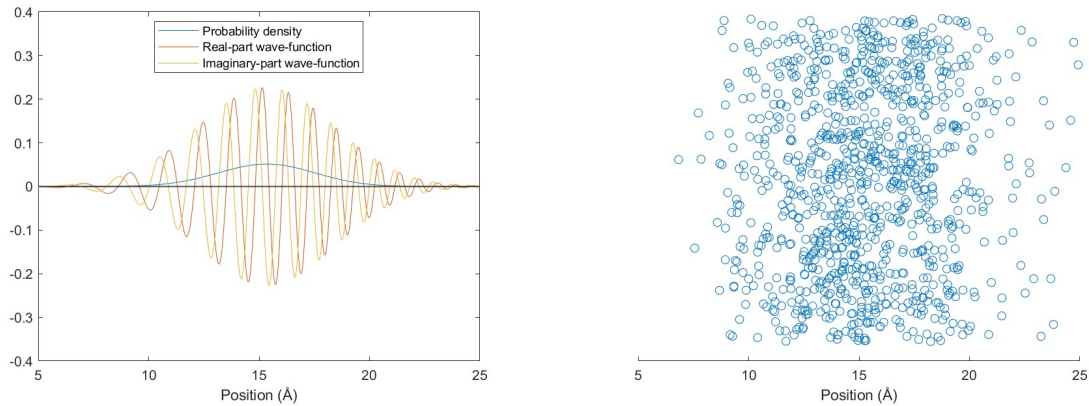 0.4
Probability density
Real-part wave-function
Imaginary-part wave-function
0.3
0.2
0.1
0
-0.1
-0.2
-0.3
-0.4
5 10 15 20 25
Position (Å)
5 10 15 20 25
Position (Å)